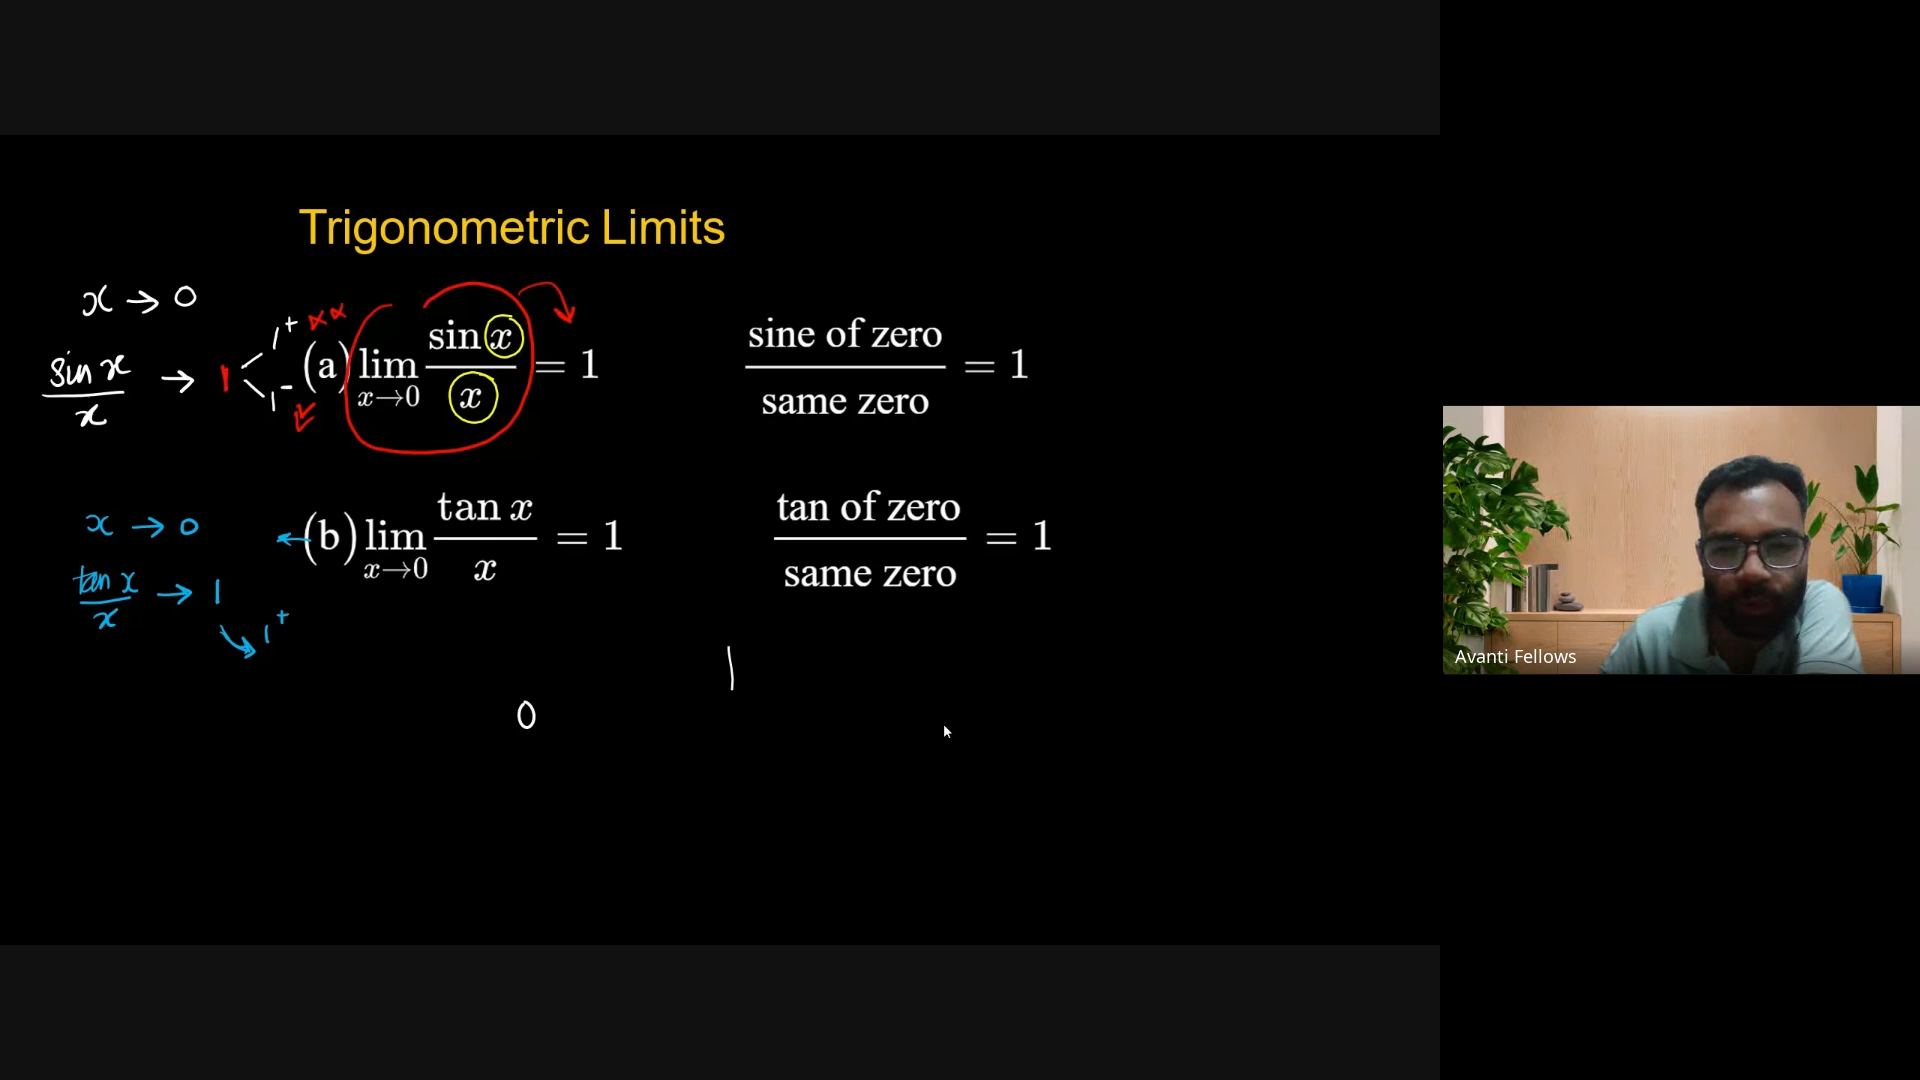 Trigonometric Limits
x → 0
sin x / x → 1 < 1⁺ 1⁻
(a) lim x→0 sin x / x = 1
sine of zero / same zero = 1
x → 0
tan x / x → 1
1⁺
(b) lim x→0 tan x / x = 1
tan of zero / same zero = 1
0
1
Avanti Fellows